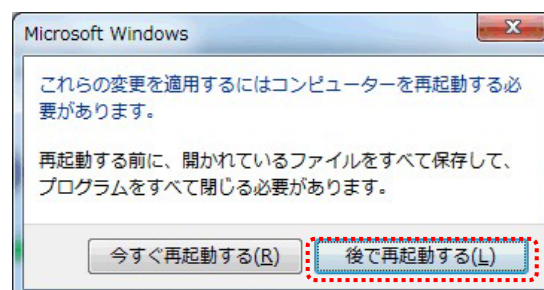 Microsoft Windows
これらの変更を適用するにはコンピューターを再起動する必
要があります。
再起動する前に、開かれているファイルをすべて保存して、
プログラムをすべて閉じる必要があります。
今すぐ再起動する(R) 後で再起動する(L)